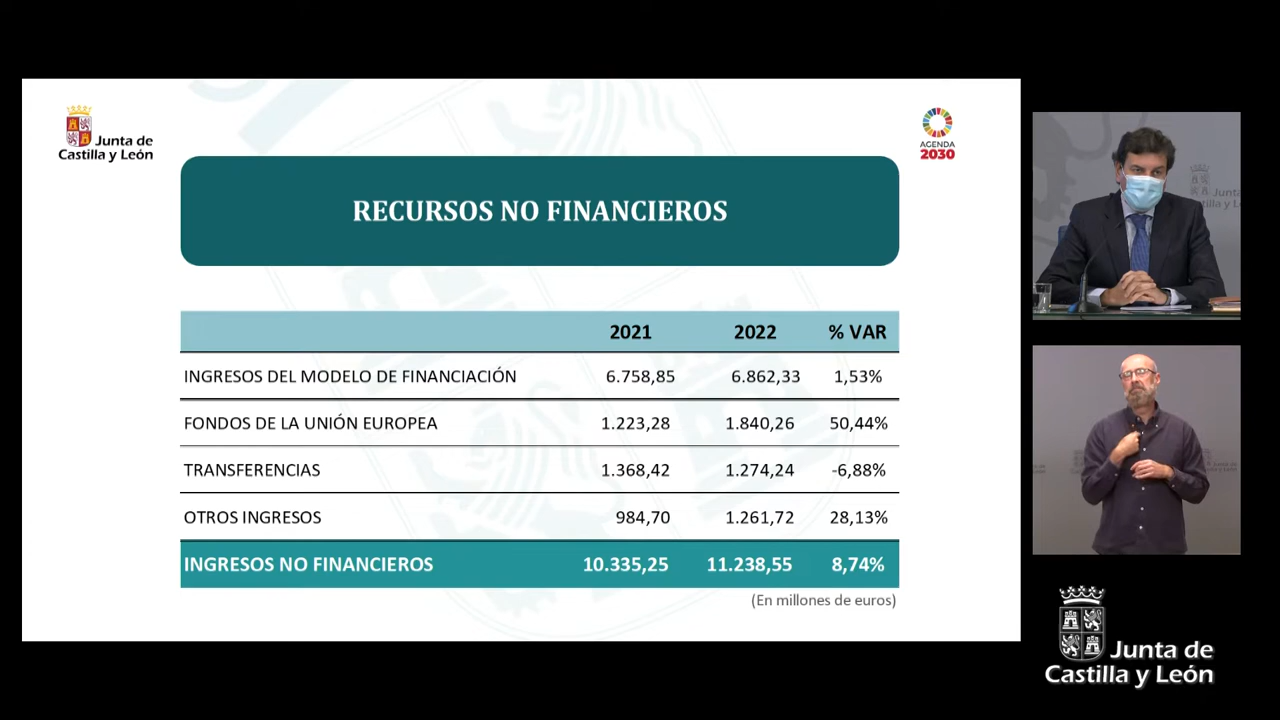 Junta de
Castilla y León
AGENDA
2030
RECURSOS NO FINANCIEROS
2021 2022 % VAR
INGRESOS DEL MODELO DE FINANCIACIÓN 6.758,85 6.862,33 1,53%
FONDOS DE LA UNIÓN EUROPEA 1.223,28 1.840,26 50,44%
TRANSFERENCIAS 1.368,42 1.274,24 -6,88%
OTROS INGRESOS 984,70 1.261,72 28,13%
INGRESOS NO FINANCIEROS 10.335,25 11.238,55 8,74%
(En millones de euros)
Junta de
Castilla y León